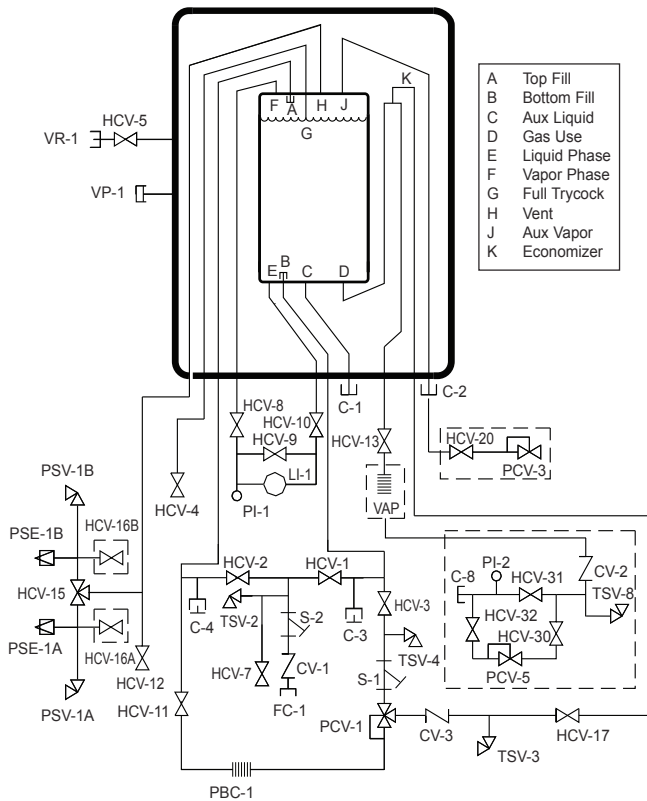 K
F
A
H
J
G
A Top Fill
B Bottom Fill
C Aux Liquid
D Gas Use
E Liquid Phase
F Vapor Phase
G Full Trycock
H Vent
J Aux Vapor
K Economizer
HCV-5
VR-1
VP-1
E
B
C
D
C-1
C-2
HCV-8
HCV-10
HCV-9
HCV-13
HCV-20
PCV-3
LI-1
PI-1
VAP
HCV-4
PSV-1B
PSE-1B
HCV-16B
HCV-15
PSE-1A
HCV-16A
PSV-1A
HCV-12
HCV-11
HCV-2
HCV-1
C-4
TSV-2
S-2
C-3
HCV-3
TSV-4
HCV-7
CV-1
FC-1
S-1
PCV-1
PBC-1
CV-3
TSV-3
HCV-17
PI-2
C-8
HCV-31
CV-2
TSV-8
HCV-32
HCV-30
PCV-5